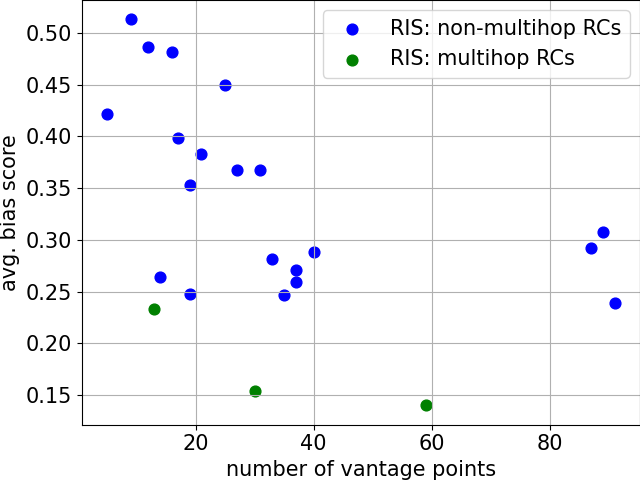 RIS: non-multihop RCs
RIS: multihop RCs
avg. bias score
0.50
0.45
0.40
0.35
0.30
0.25
0.20
0.15
20 40 60 80
number of vantage points